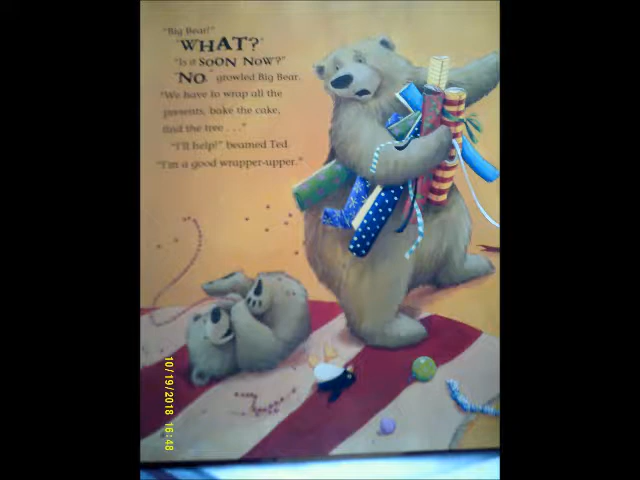 "Big Bear!"
"WHAT?"
"Is it SOON NOW?"
"NO," growled Big Bear.
"We have to wrap all the
presents, bake the cake,
find the tree . . ."
"I'll help!" beamed Ted.
"I'm a good wrapper-upper."
10/19/2018 16:48